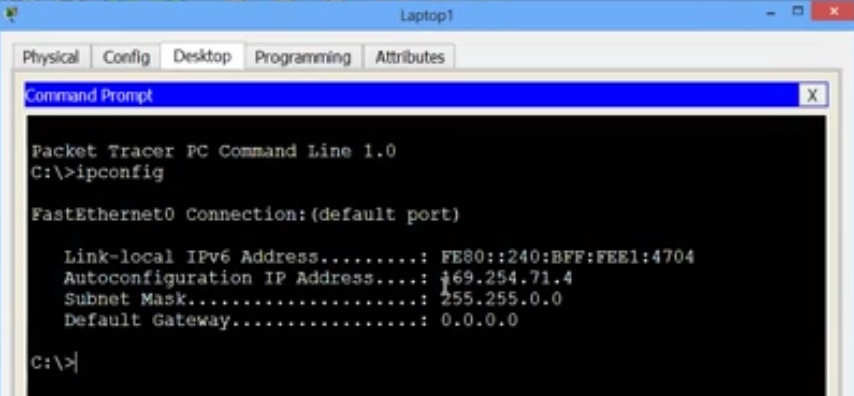 Laptop1
Physical Config Desktop Programming Attributes
Command Prompt X
Packet Tracer PC Command Line 1.0
C:\>ipconfig
FastEthernet0 Connection:(default port)
Link-local IPv6 Address.........: FE80::240:BFF:FEE1:4704
Autoconfiguration IP Address....: 169.254.71.4
Subnet Mask.....................: 255.255.0.0
Default Gateway.................: 0.0.0.0
C:\>